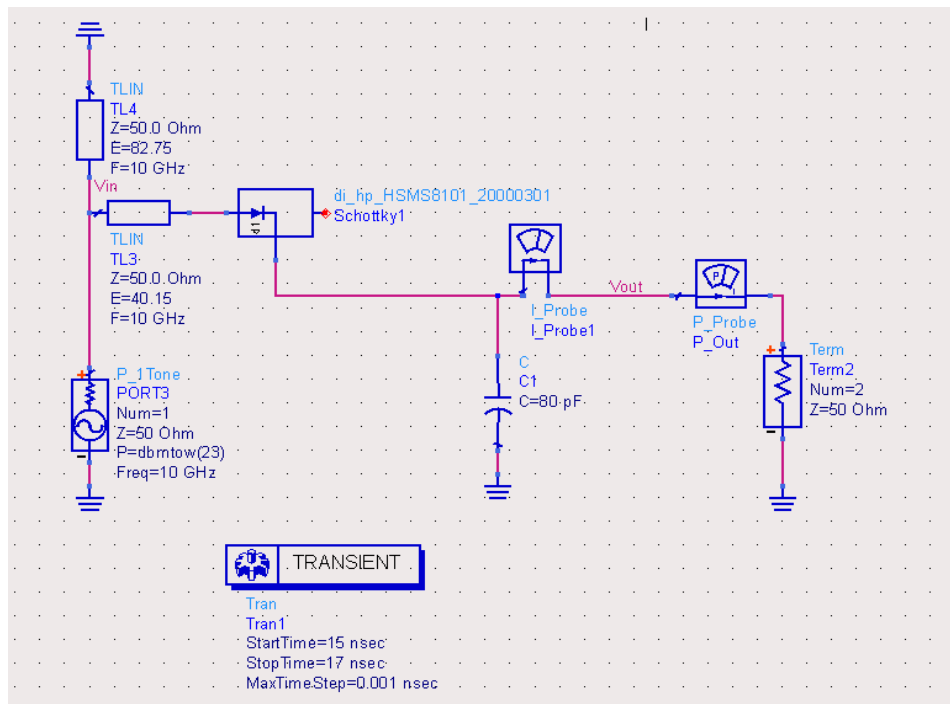 TLIN
TL4
Z=50.0 Ohm
E=82.75
F=10 GHz
Vin
TLIN
TL3
Z=50.0 Ohm
E=40.15
F=10 GHz
di_hp_HSMS8101_20000301
Schottky1
d1
I_Probe
I_Probe1
Vout
P
P_Probe
P_Out
C
C1
C=80 pF
Term
Term2
Num=2
Z=50 Ohm
P_1Tone
PORT3
Num=1
Z=50 Ohm
P=dbmtow(23)
Freq=10 GHz
TRANSIENT
Tran
Tran1
StartTime=15 nsec
StopTime=17 nsec
MaxTimeStep=0.001 nsec